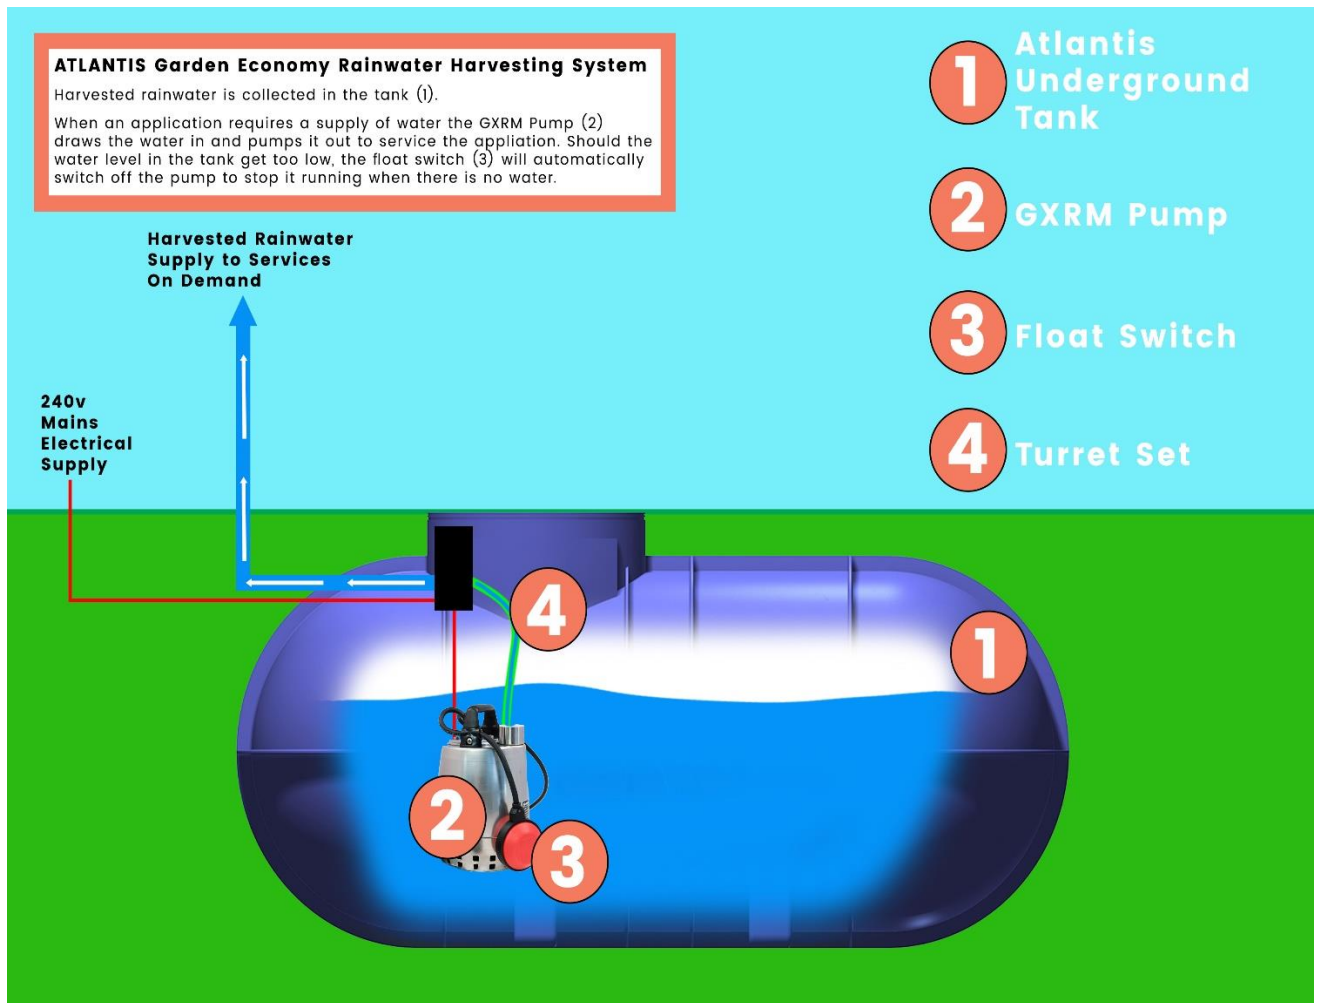 ATLANTIS Garden Economy Rainwater Harvesting System
Harvested rainwater is collected in the tank (1).
When an application requires a supply of water the GXRM Pump (2)
draws the water in and pumps it out to service the appliation. Should the
water level in the tank get too low, the float switch (3) will automatically
switch off the pump to stop it running when there is no water.
1
Atlantis
Underground
Tank
2
GXRM Pump
3
Float Switch
4
Turret Set
Harvested Rainwater
Supply to Services
On Demand
240v
Mains
Electrical
Supply
4
1
2
3